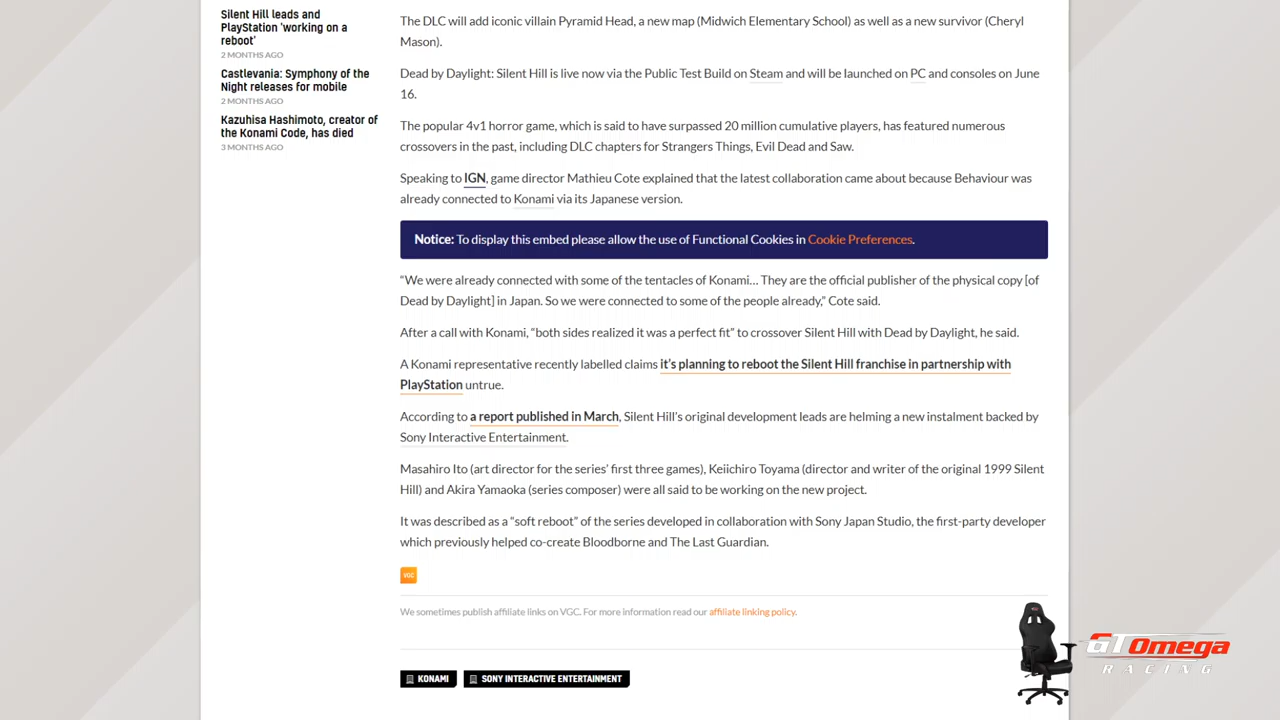 Silent Hill leads and
PlayStation 'working on a
reboot'
2 MONTHS AGO
Castlevania: Symphony of the
Night releases for mobile
2 MONTHS AGO
Kazuhisa Hashimoto, creator of
the Konami Code, has died
3 MONTHS AGO
The DLC will add iconic villain Pyramid Head, a new map (Midwich Elementary School) as well as a new survivor (Cheryl
Mason).
Dead by Daylight: Silent Hill is live now via the Public Test Build on Steam and will be launched on PC and consoles on June
16.
The popular 4v1 horror game, which is said to have surpassed 20 million cumulative players, has featured numerous
crossovers in the past, including DLC chapters for Strangers Things, Evil Dead and Saw.
Speaking to IGN, game director Mathieu Cote explained that the latest collaboration came about because Behaviour was
already connected to Konami via its Japanese version.
Notice: To display this embed please allow the use of Functional Cookies in Cookie Preferences.
“We were already connected with some of the tentacles of Konami… They are the official publisher of the physical copy [of
Dead by Daylight] in Japan. So we were connected to some of the people already,” Cote said.
After a call with Konami, “both sides realized it was a perfect fit” to crossover Silent Hill with Dead by Daylight, he said.
A Konami representative recently labelled claims it’s planning to reboot the Silent Hill franchise in partnership with
PlayStation untrue.
According to a report published in March, Silent Hill’s original development leads are helming a new instalment backed by
Sony Interactive Entertainment.
Masahiro Ito (art director for the series’ first three games), Keiichiro Toyama (director and writer of the original 1999 Silent
Hill) and Akira Yamaoka (series composer) were all said to be working on the new project.
It was described as a “soft reboot” of the series developed in collaboration with Sony Japan Studio, the first-party developer
which previously helped co-create Bloodborne and The Last Guardian.
VGC
We sometimes publish affiliate links on VGC. For more information read our affiliate linking policy.
GT Omega
RACING
KONAMI
SONY INTERACTIVE ENTERTAINMENT